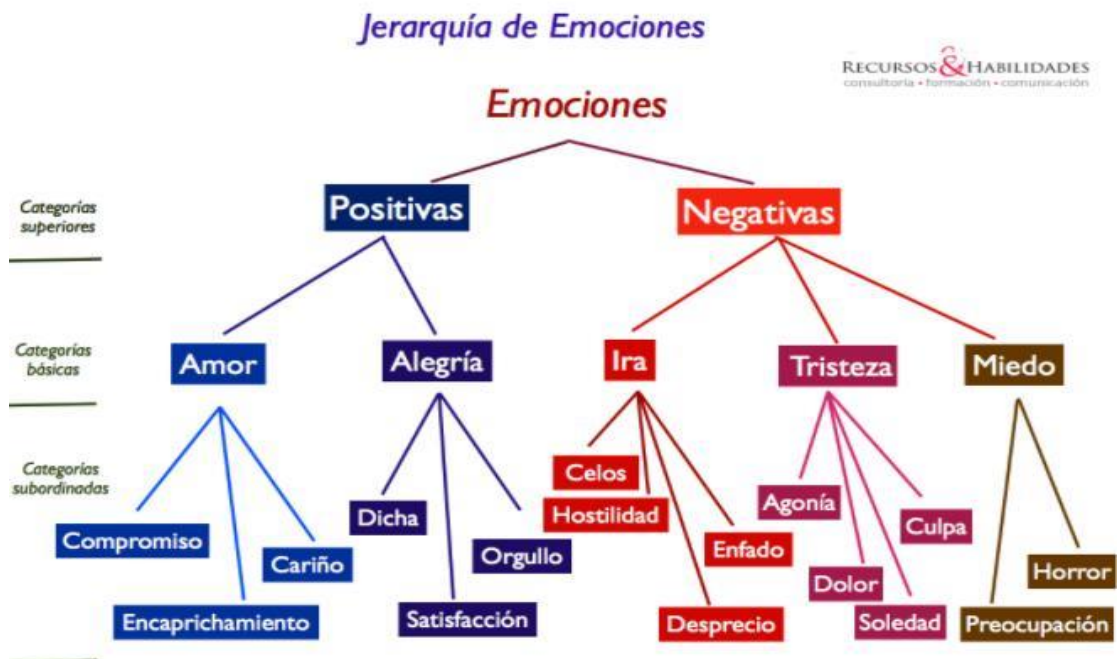 Jerarquía de Emociones
RECURSOS&HABILIDADES
consultoría • formación • comunicación
Emociones
Categorías
superiores
Positivas
Negativas
Categorías
básicas
Amor
Alegría
Ira
Tristeza
Miedo
Categorías
subordinadas
Compromiso
Encaprichamiento
Cariño
Dicha
Satisfacción
Orgullo
Celos
Hostilidad
Desprecio
Enfado
Agonía
Dolor
Soledad
Culpa
Preocupación
Horror